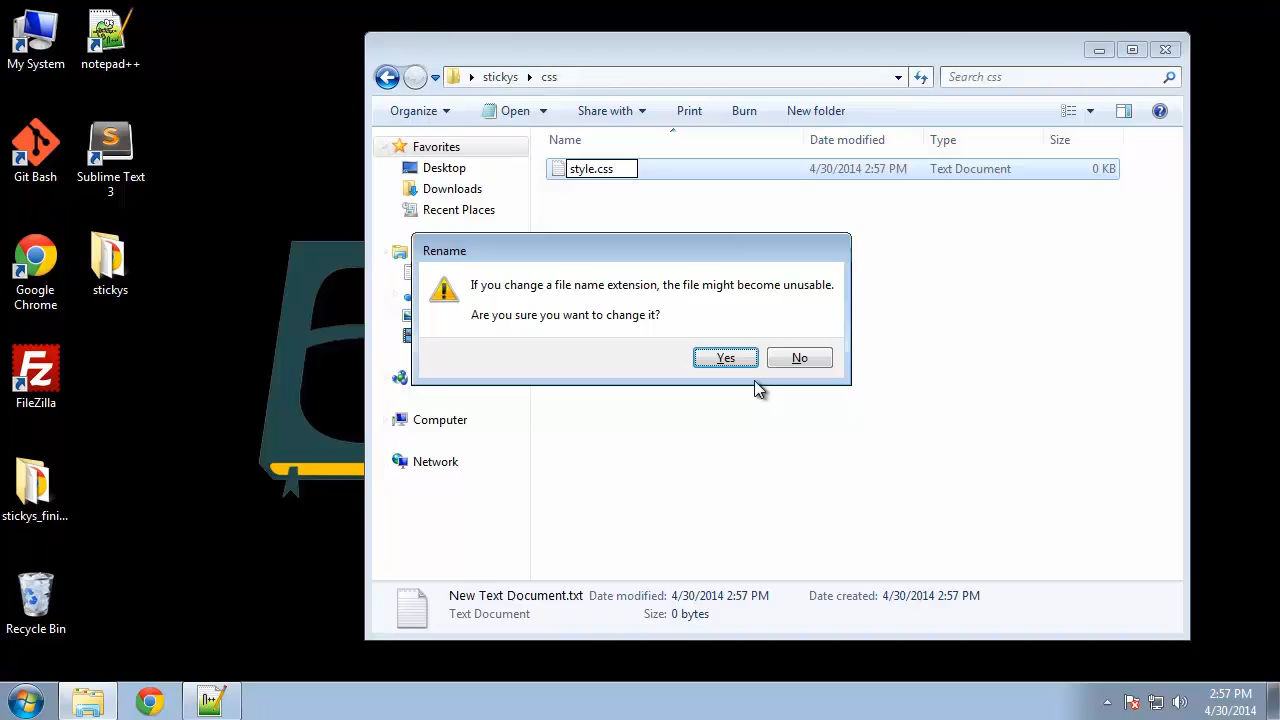 My System
notepad++
Git Bash
Sublime Text
3
Google
Chrome
stickys
FileZilla
stickys_fini...
Recycle Bin
stickys
css
Search css
Organize
Open
Share with
Print
Burn
New folder
Name
Date modified
Type
Size
style.css
4/30/2014 2:57 PM
Text Document
0 KB
Favorites
Desktop
Downloads
Recent Places
Computer
Network
Rename
If you change a file name extension, the file might become unusable.
Are you sure you want to change it?
Yes
No
New Text Document.txt
Date modified: 4/30/2014 2:57 PM
Date created: 4/30/2014 2:57 PM
Text Document
Size: 0 bytes
2:57 PM
4/30/2014